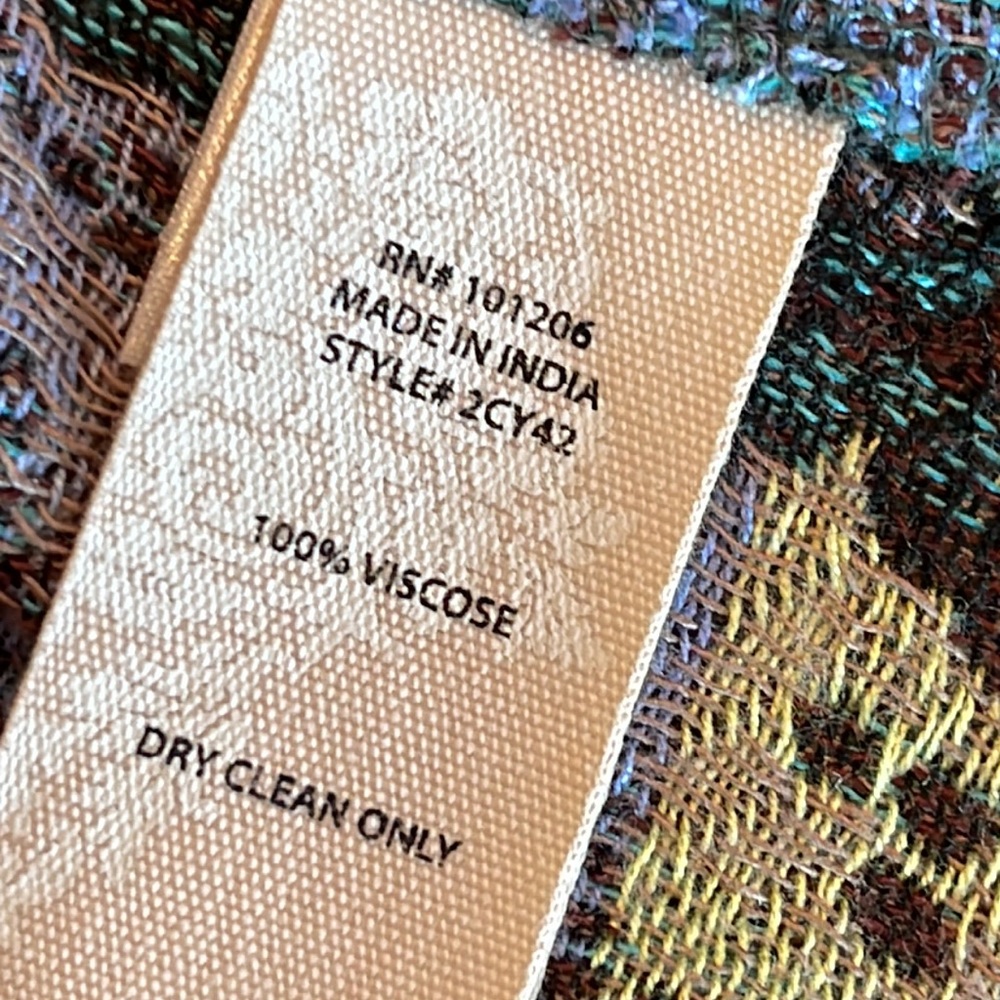 RN# 101206
MADE IN INDIA
STYLE# 2CY42
100% VISCOSE
DRY CLEAN ONLY